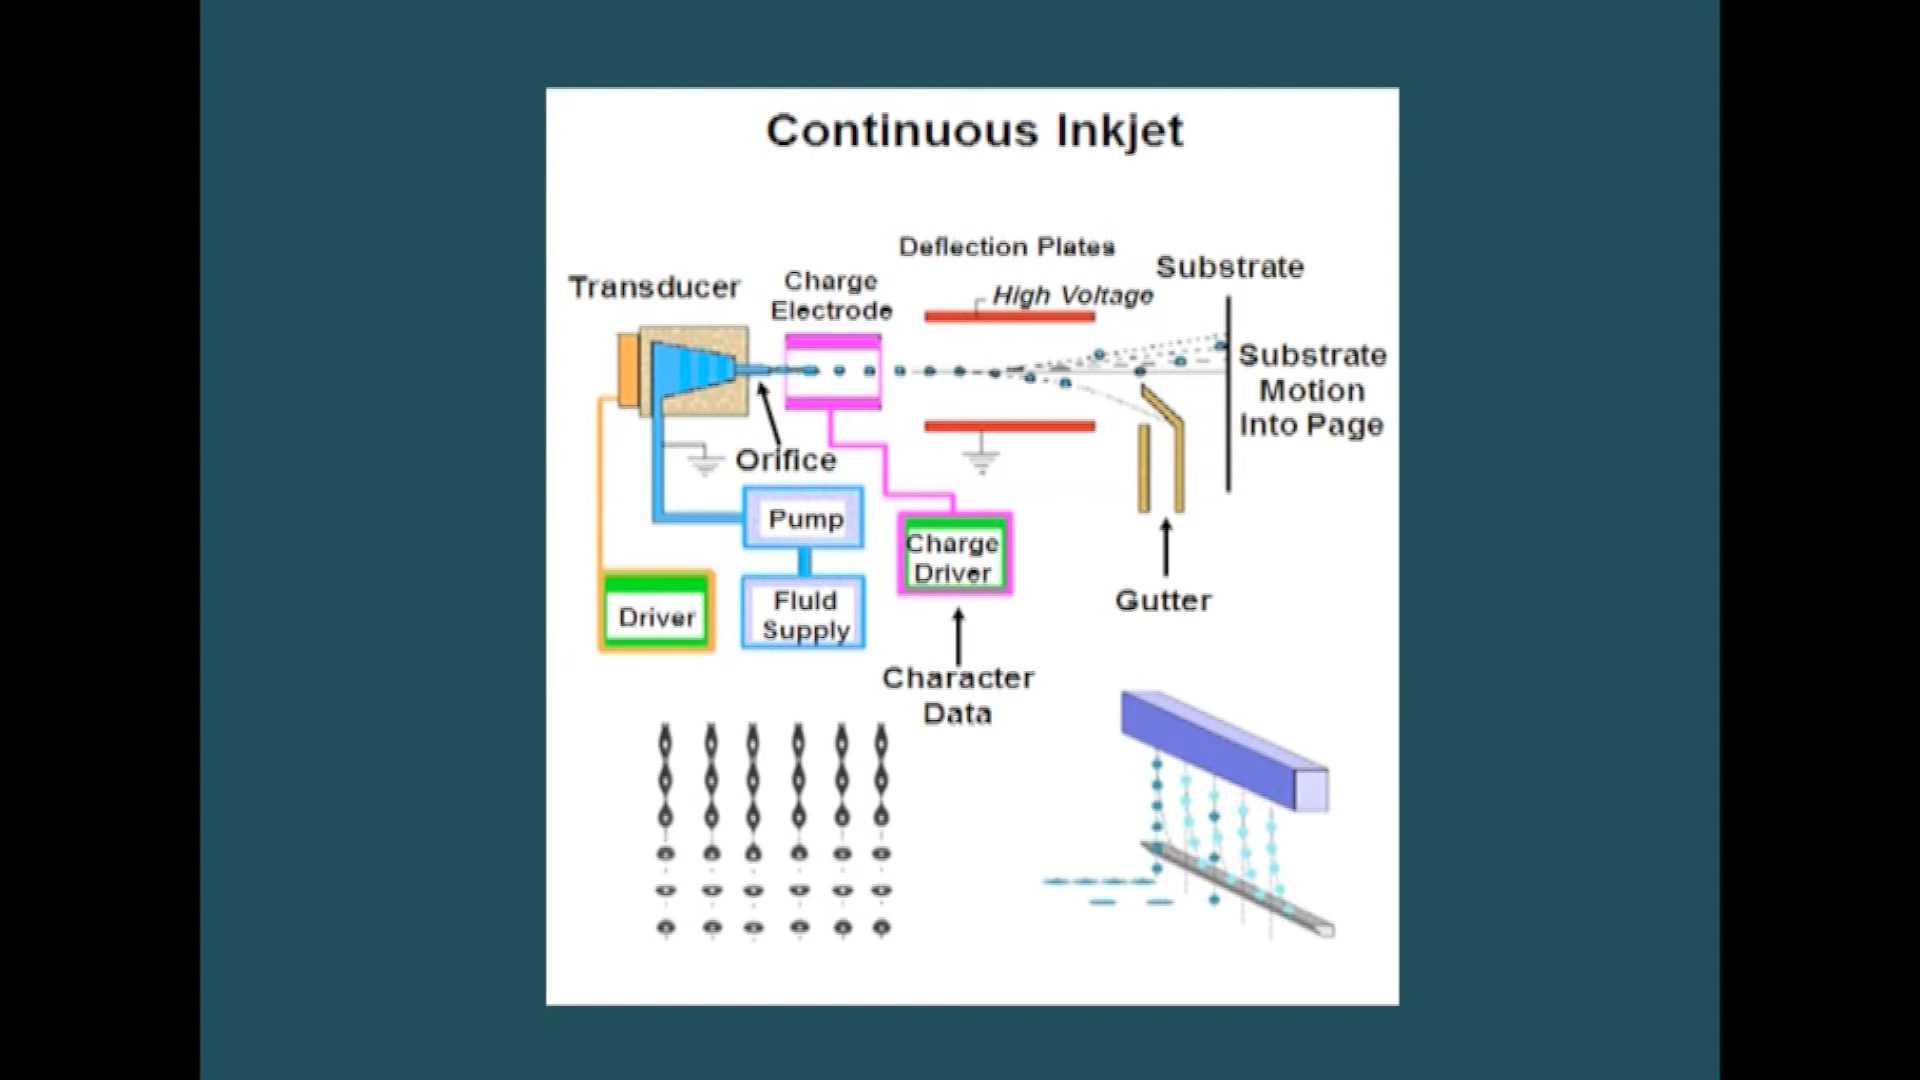 Continuous Inkjet
Deflection Plates
Substrate
Transducer
Charge
Electrode
High Voltage
Substrate
Motion
Into Page
Orifice
Pump
Charge
Driver
Gutter
Driver
Fluid
Supply
Character
Data